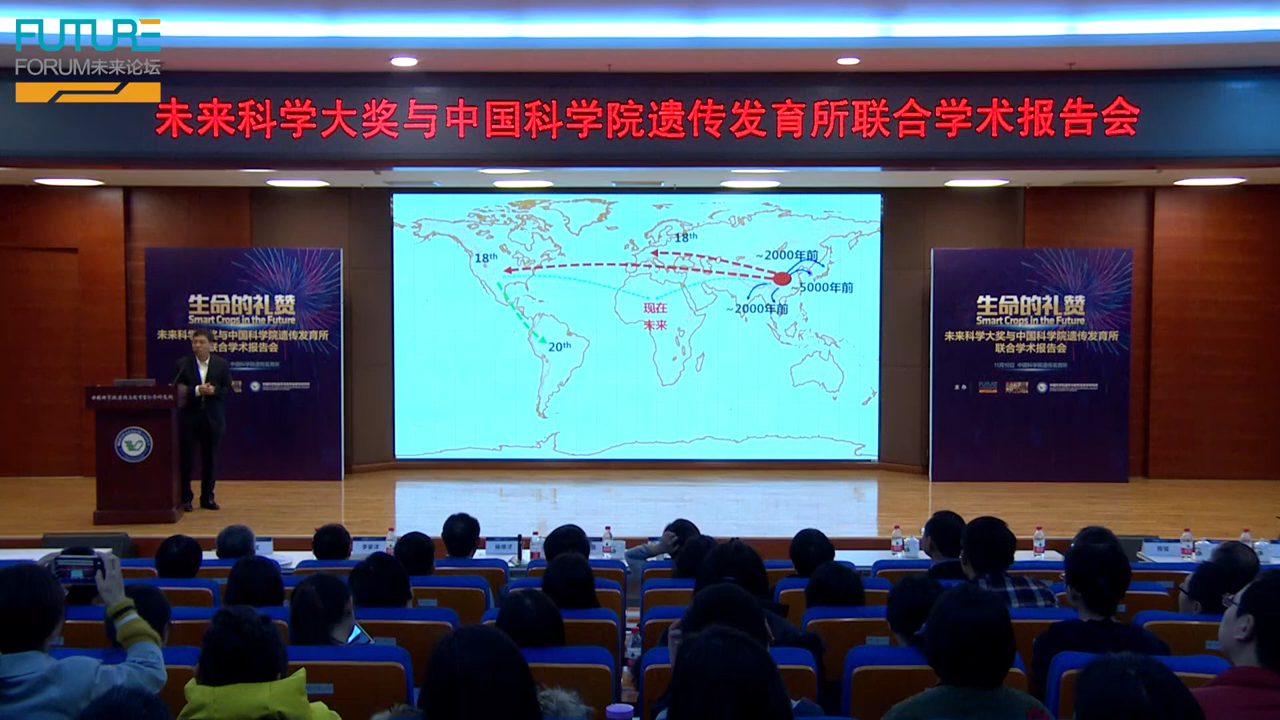 FUTURE
FORUM未来论坛
未来科学大奖与中国科学院遗传发育所联合学术报告会
18th
18th
~2000年前
5000年前
~2000年前
现在
未来
20th
生命的礼赞
Smart Crops in the Future
未来科学大奖与中国科学院遗传发育所
联合学术报告会
生命的礼赞
Smart Crops in the Future
未来科学大奖与中国科学院遗传发育所
联合学术报告会
主办
FUTURE